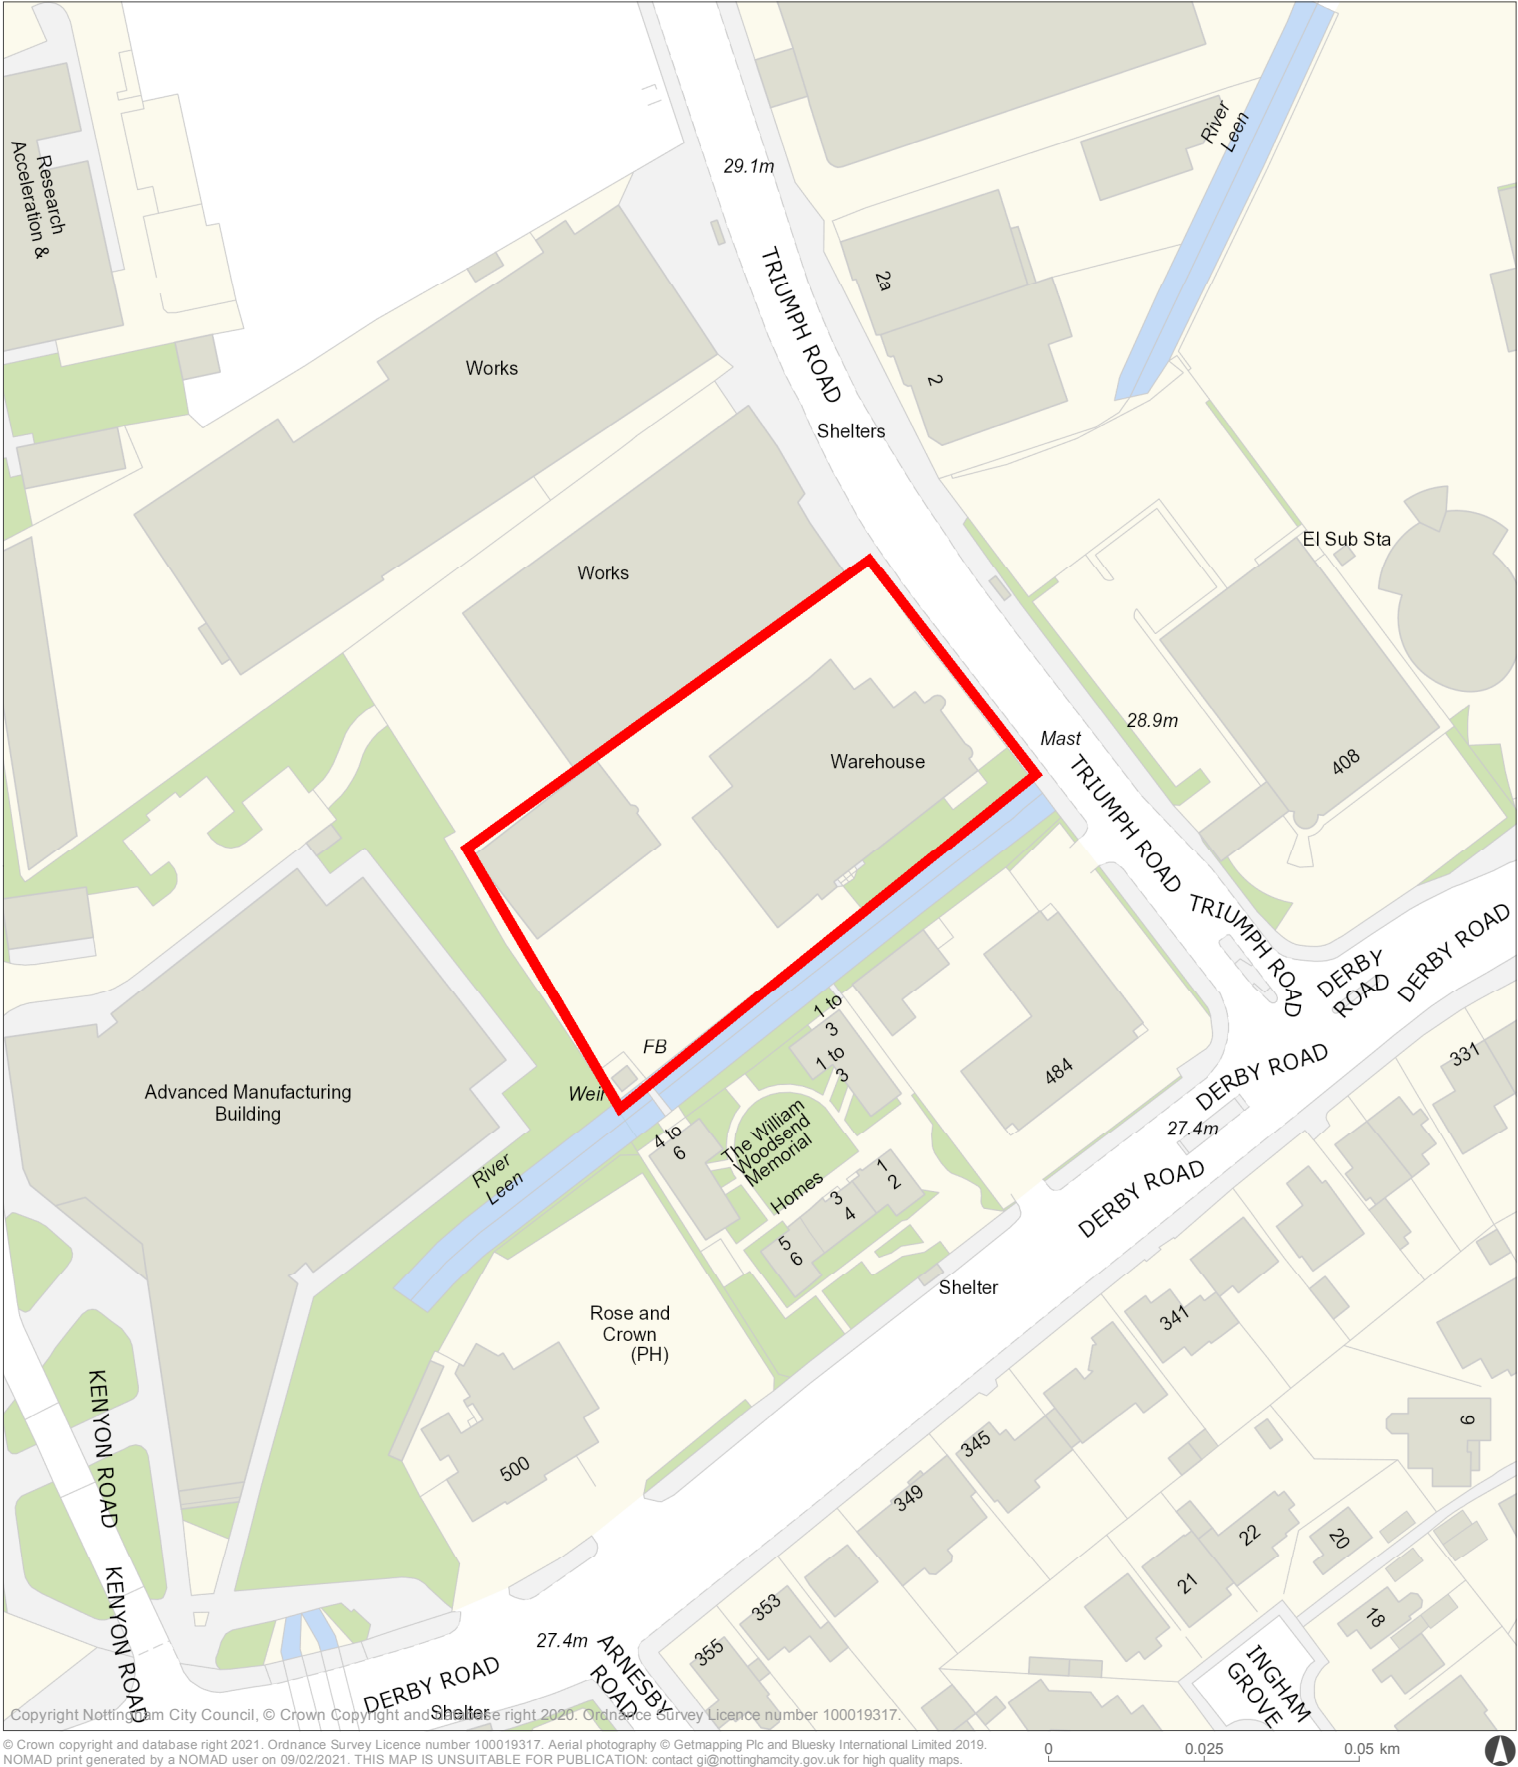 Research
Acceleration &
29.1m
River
Leen
TRIUMPH ROAD
2a
2
Works
Shelters
El Sub Sta
Works
Mast
28.9m
Warehouse
408
TRIUMPH ROAD
TRIUMPH ROAD
DERBY
ROAD
DERBY ROAD
1 to
3
1 to
3
FB
Weir
484
DERBY ROAD
331
Advanced Manufacturing
Building
27.4m
4 to
6
The William
Woodsend
Memorial
Homes
River
Leen
1
2
3
4
5
6
DERBY ROAD
Shelter
Rose and
Crown
(PH)
341
KENYON ROAD
9
345
500
349
22
20
21
KENYON ROAD
353
18
27.4m
355
ARNESBY
ROAD
INGHAM
GROVE
DERBY ROAD
Shelter
Copyright Nottingham City Council, © Crown Copyright and database right 2020. Ordnance Survey Licence number 100019317.
© Crown copyright and database right 2021. Ordnance Survey Licence number 100019317. Aerial photography © Getmapping Plc and Bluesky International Limited 2019.
NOMAD print generated by a NOMAD user on 09/02/2021. THIS MAP IS UNSUITABLE FOR PUBLICATION: contact gi@nottinghamcity.gov.uk for high quality maps.
0 0.025 0.05 km